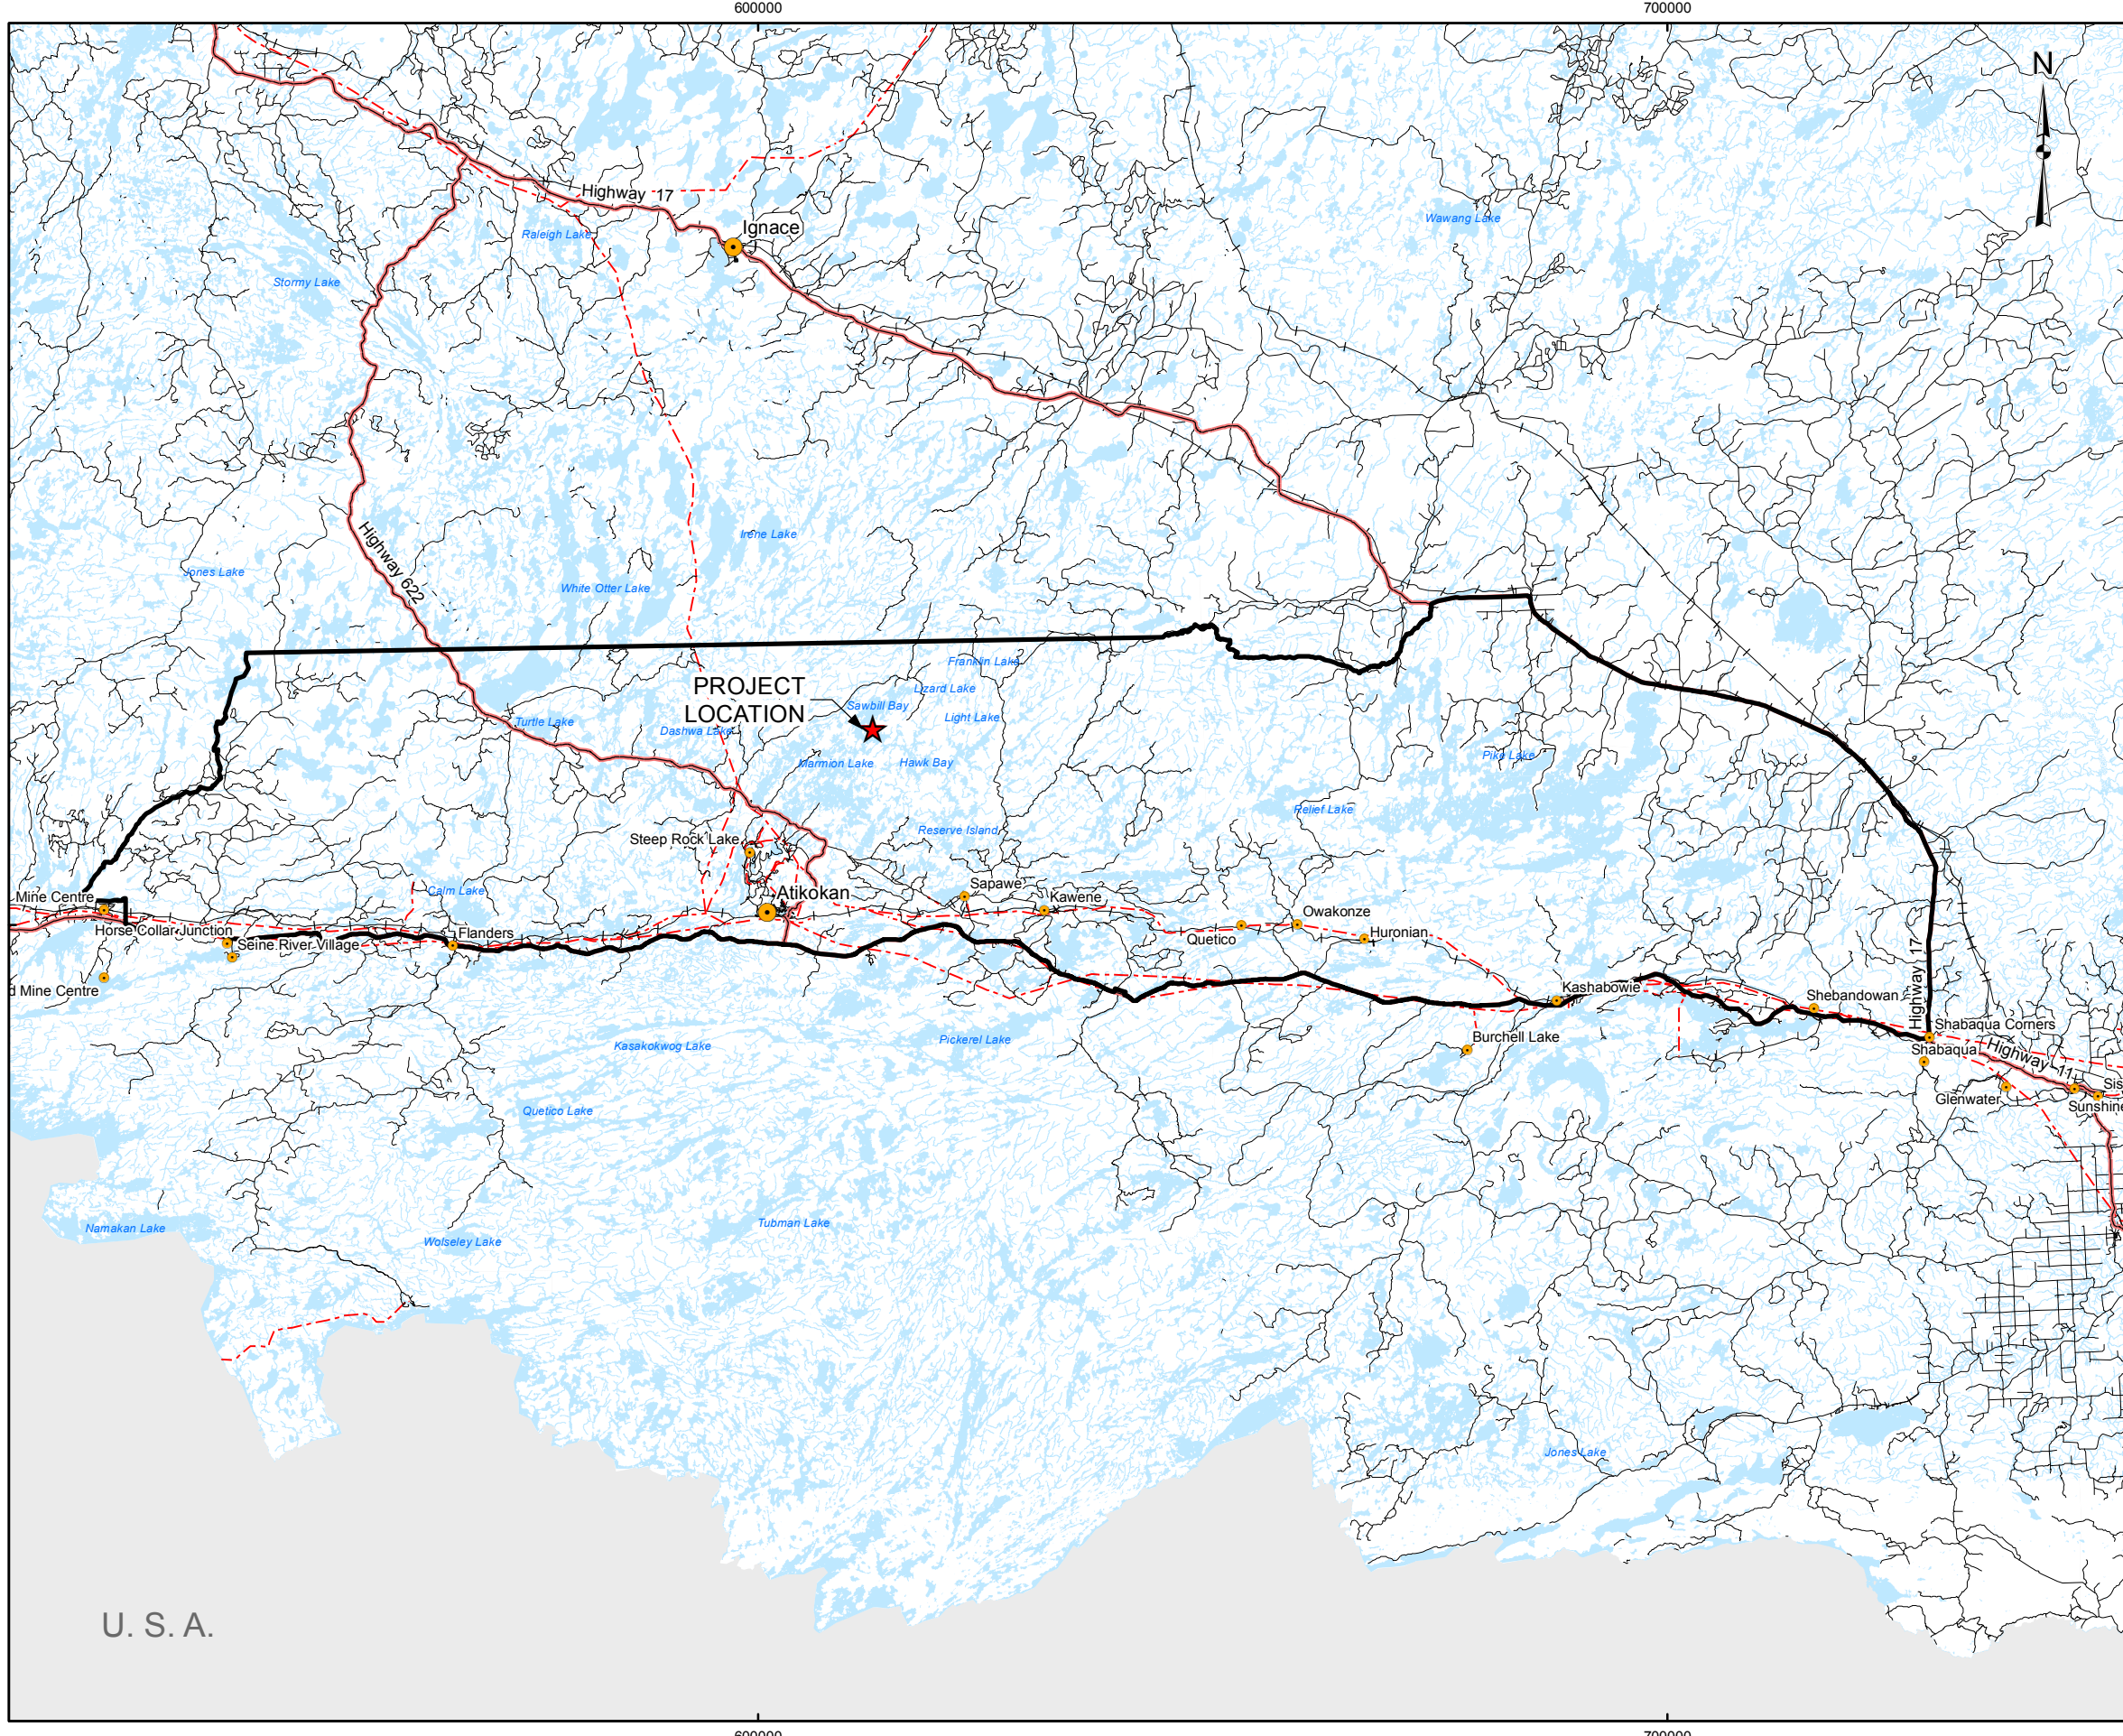 600000
700000
N
Highway 17
Ignace
Raleigh Lake
Wawang Lake
Stormy Lake
Irene Lake
Highway 622
Jones Lake
White Otter Lake
Franklin Lake
PROJECT
LOCATION
Lizard Lake
Sawbill Bay
Light Lake
Turtle Lake
Dashwa Lake
Marmion Lake
Hawk Bay
Pike Lake
Relief Lake
Reserve Island
Steep Rock Lake
Calm Lake
Atikokan
Sapawe
Kawene
Mine Centre
Horse Collar Junction
Seine River Village
Flanders
Quetico
Owakonze
Huronian
d Mine Centre
Kashabowie
Shebandowan
Highway 17
Shabaqua Corners
Shabaqua
Highway 11
Burchell Lake
Glenwater
Sis
Sunshine
Kasakokwog Lake
Pickerel Lake
Quetico Lake
Namakan Lake
Wolseley Lake
Tubman Lake
Jones Lake
U. S. A.
600000
700000